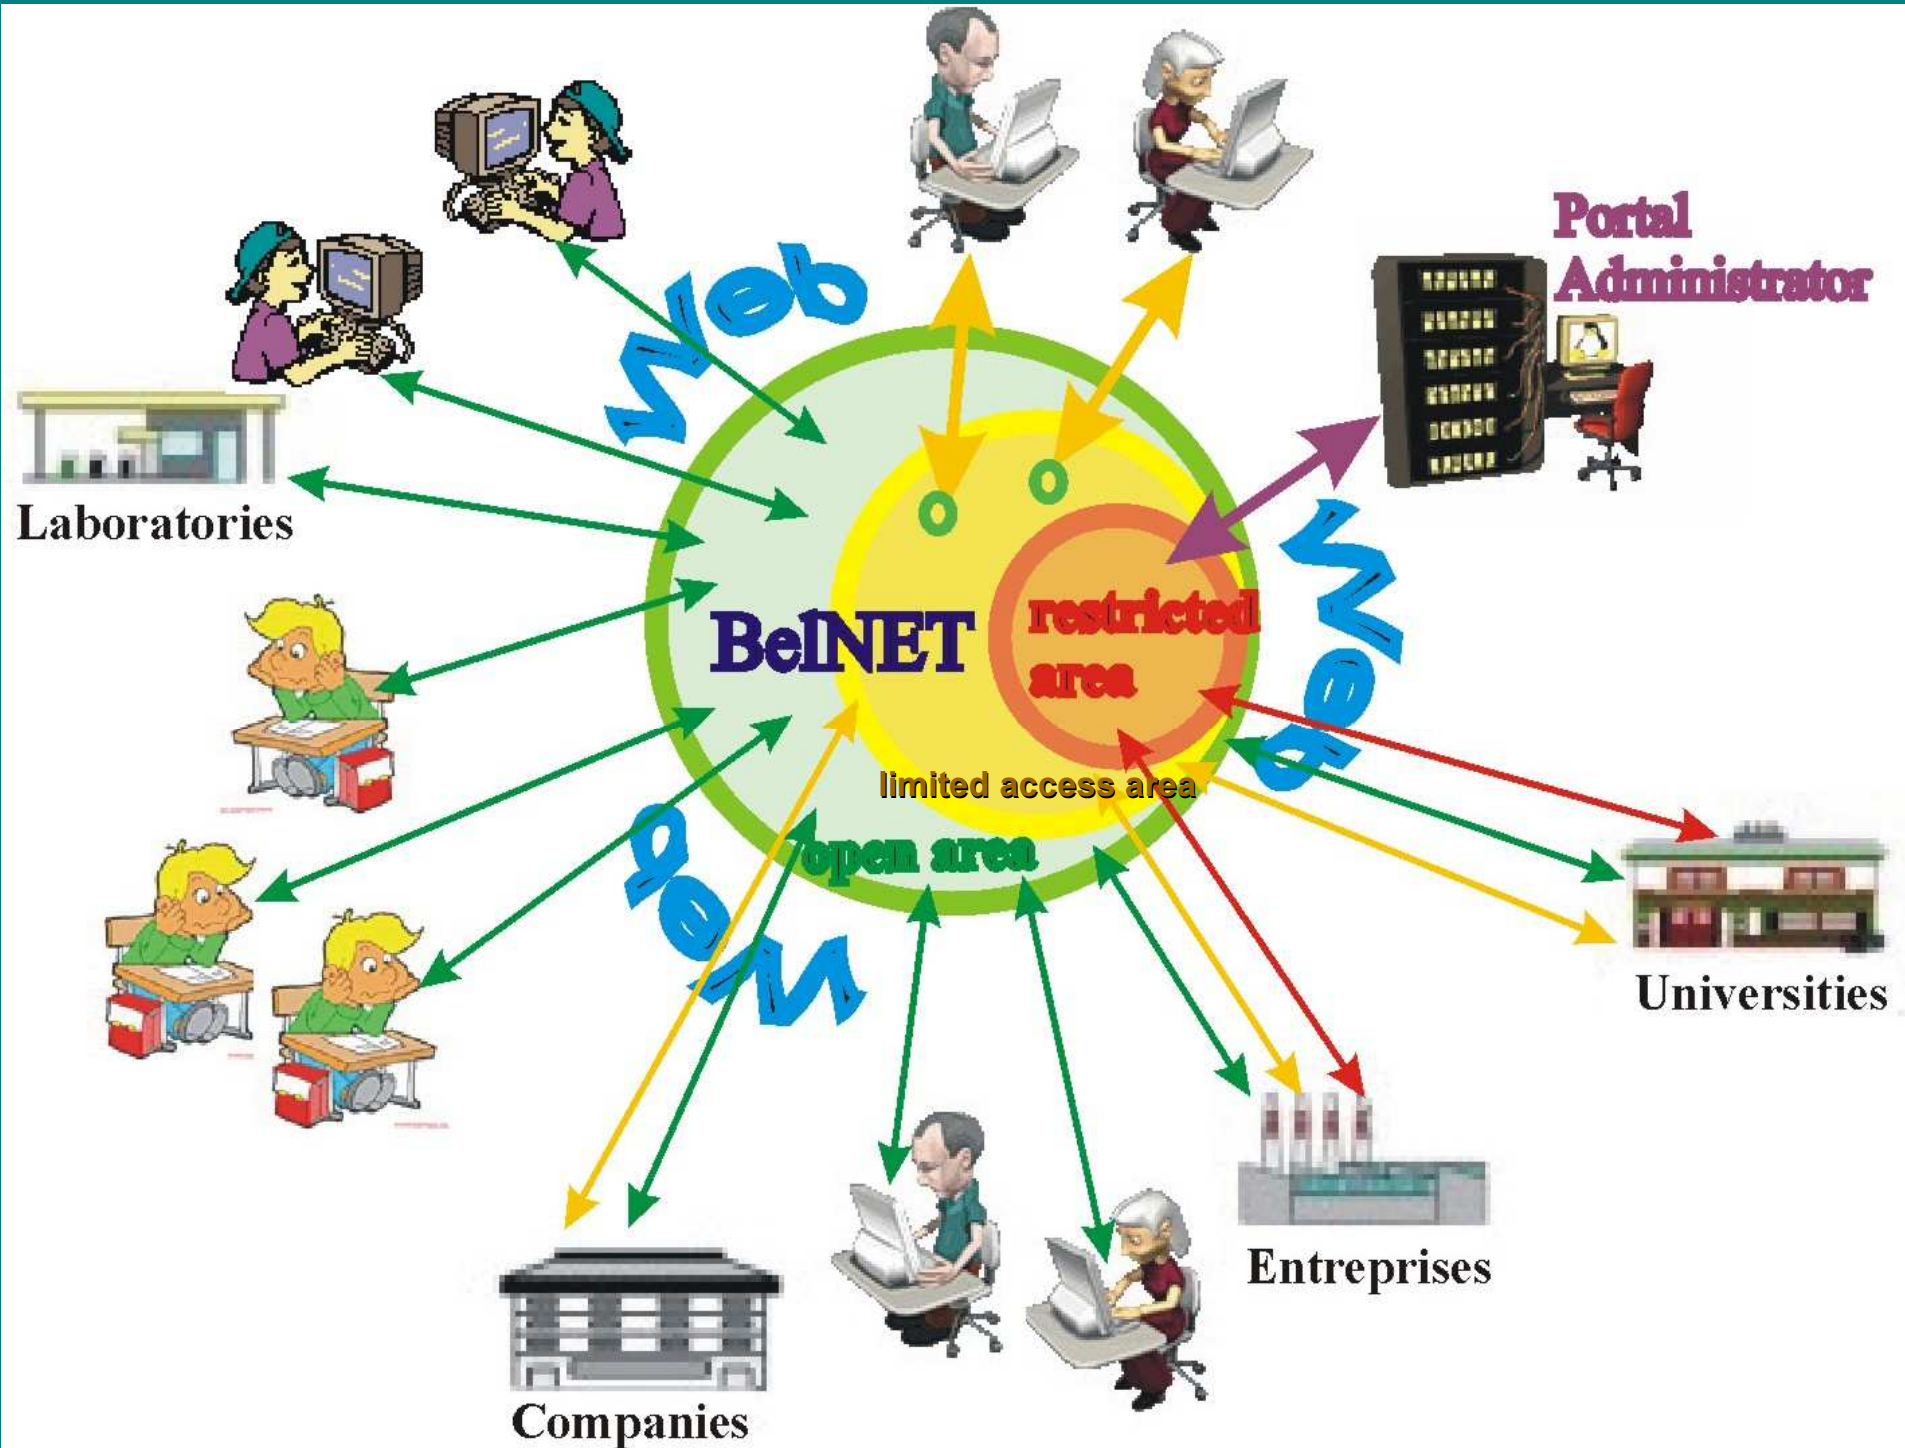 Portal
Administrator
Web
Laboratories
Web
BelNET
restricted
area
limited access area
open area
Web
Universities
Entreprises
Companies